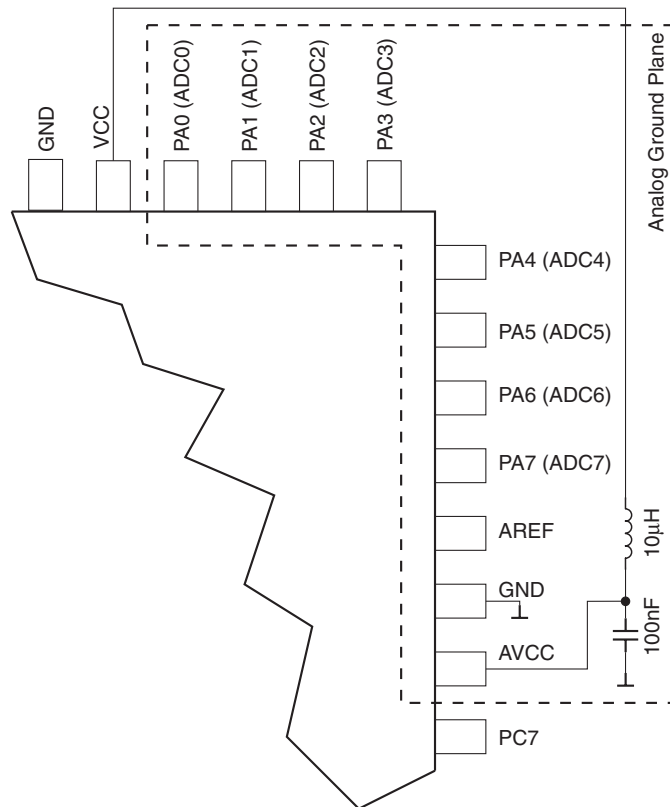 GND
VCC
PA0 (ADC0)
PA1 (ADC1)
PA2 (ADC2)
PA3 (ADC3)
Analog Ground Plane
PA4 (ADC4)
PA5 (ADC5)
PA6 (ADC6)
PA7 (ADC7)
AREF
10μH
GND
AVCC
100nF
PC7